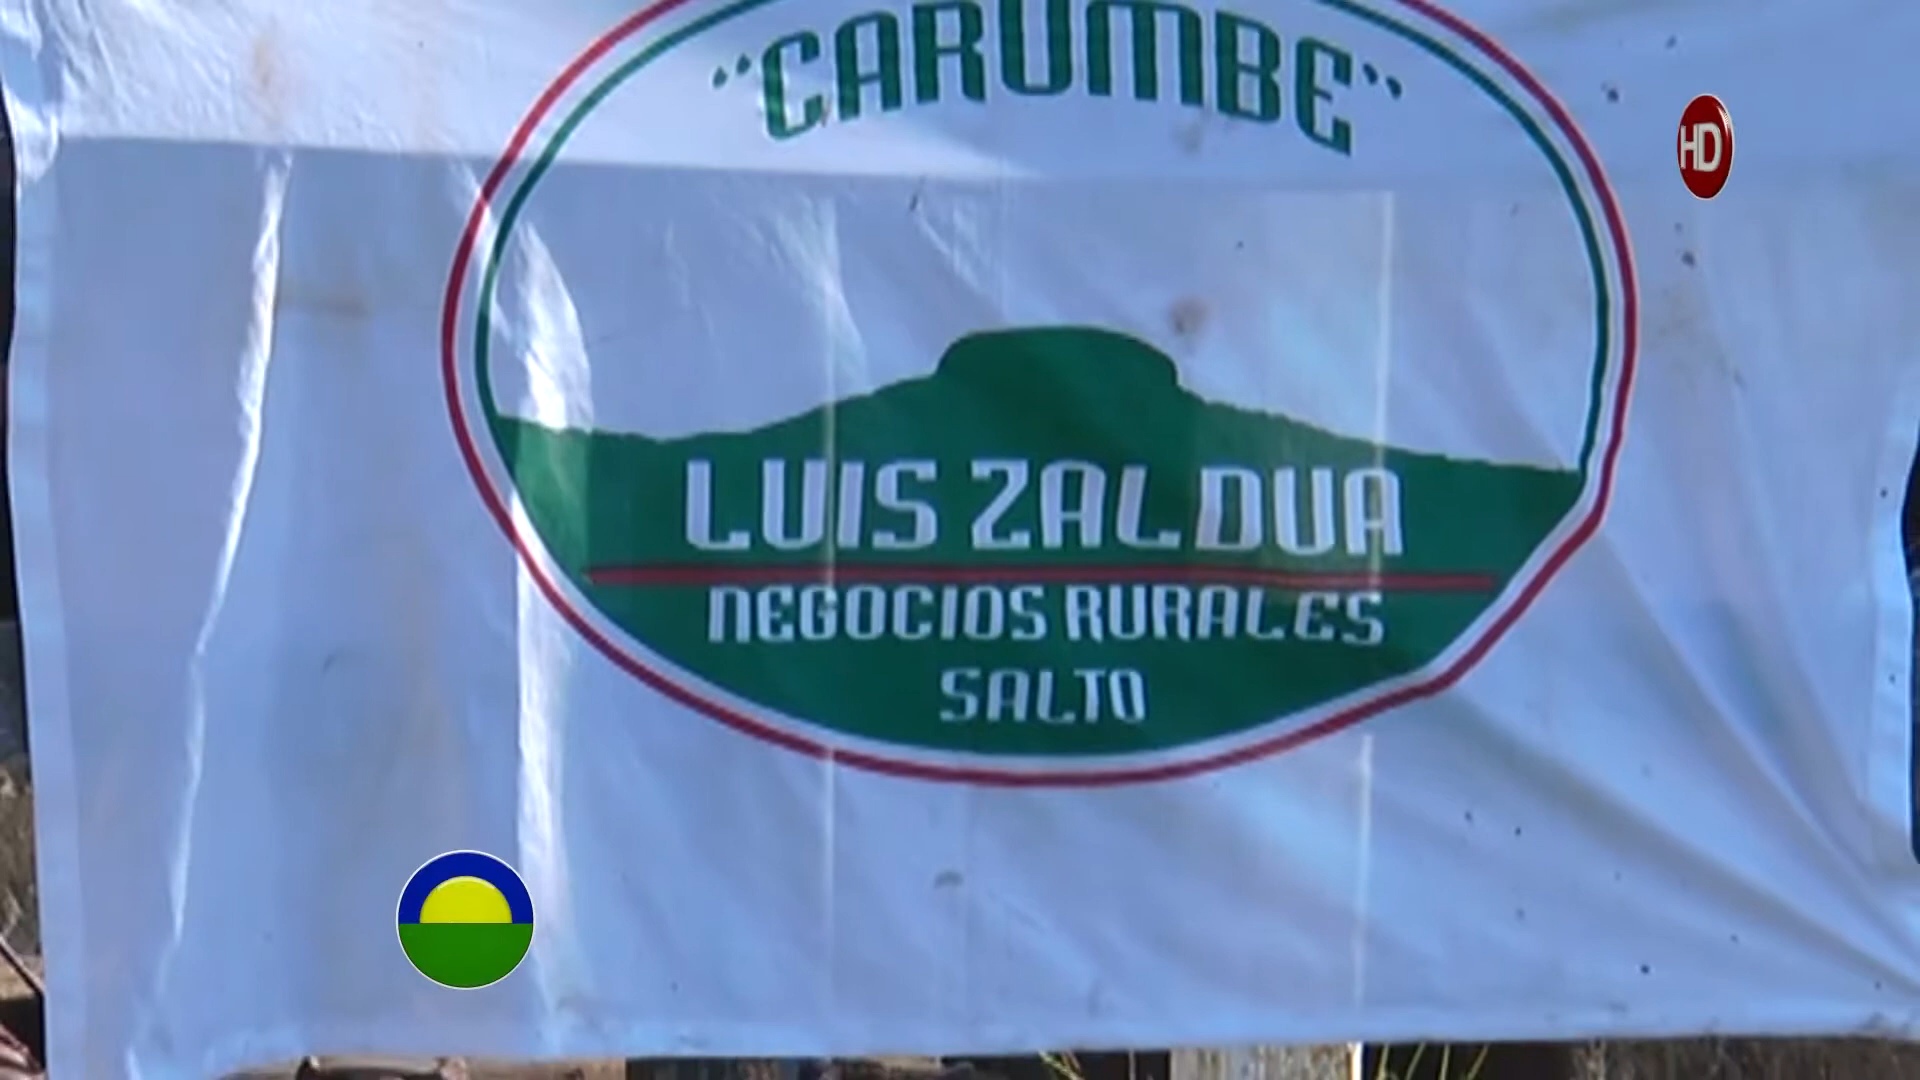 "CARUMBE"
HD
LUIS ZALDUA
NEGOCIOS RURALES
SALTO